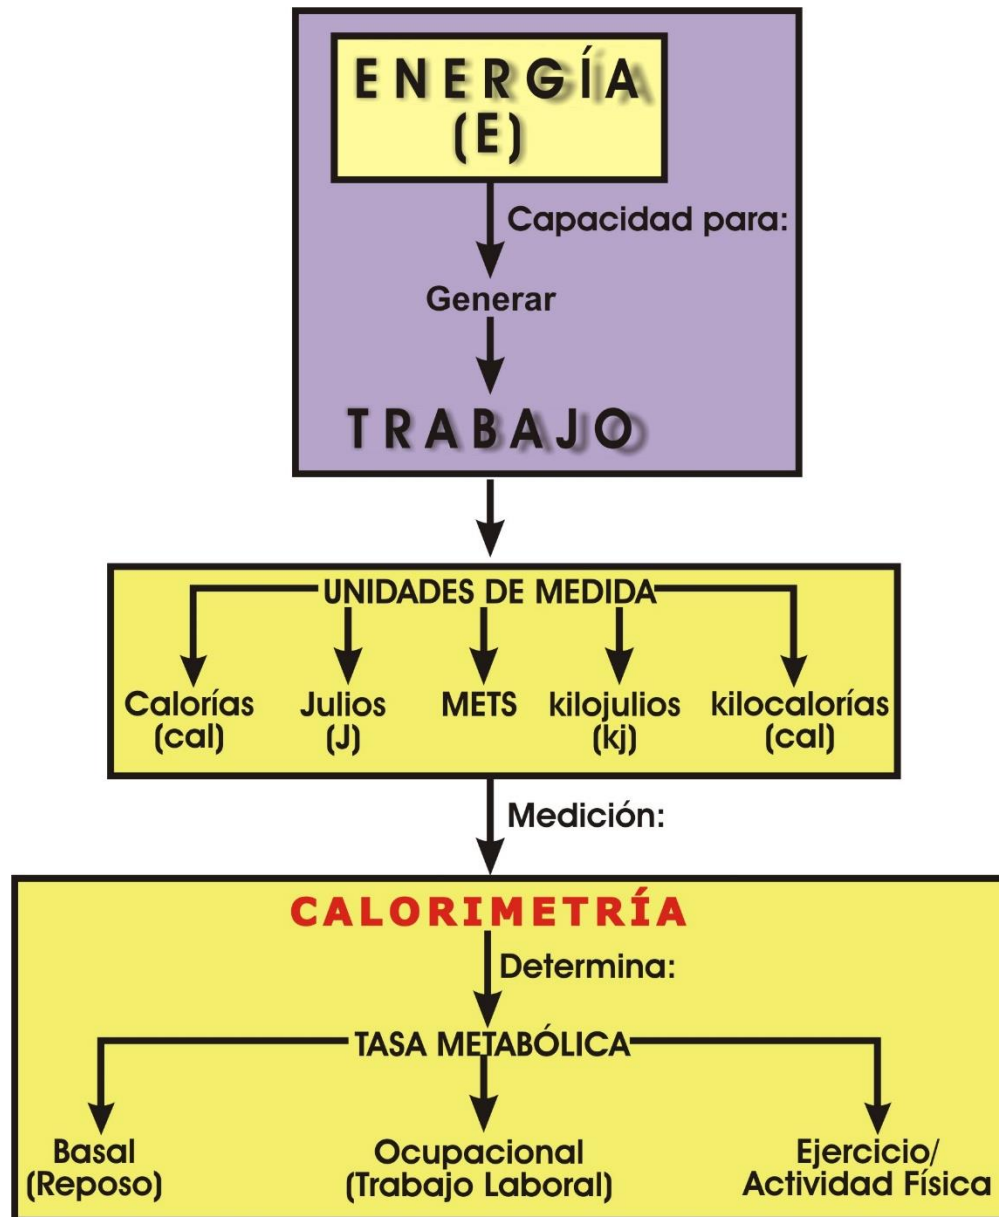 ENERGÍA
(E)
Capacidad para:
Generar
TRABAJO
UNIDADES DE MEDIDA
Calorías Julios METS kilojulios kilocalorías
(cal) (J) (kj) (cal)
Medición:
CALORIMETRÍA
Determina:
TASA METABÓLICA
Basal Ocupacional Ejercicio/
(Reposo) (Trabajo Laboral) Actividad Física